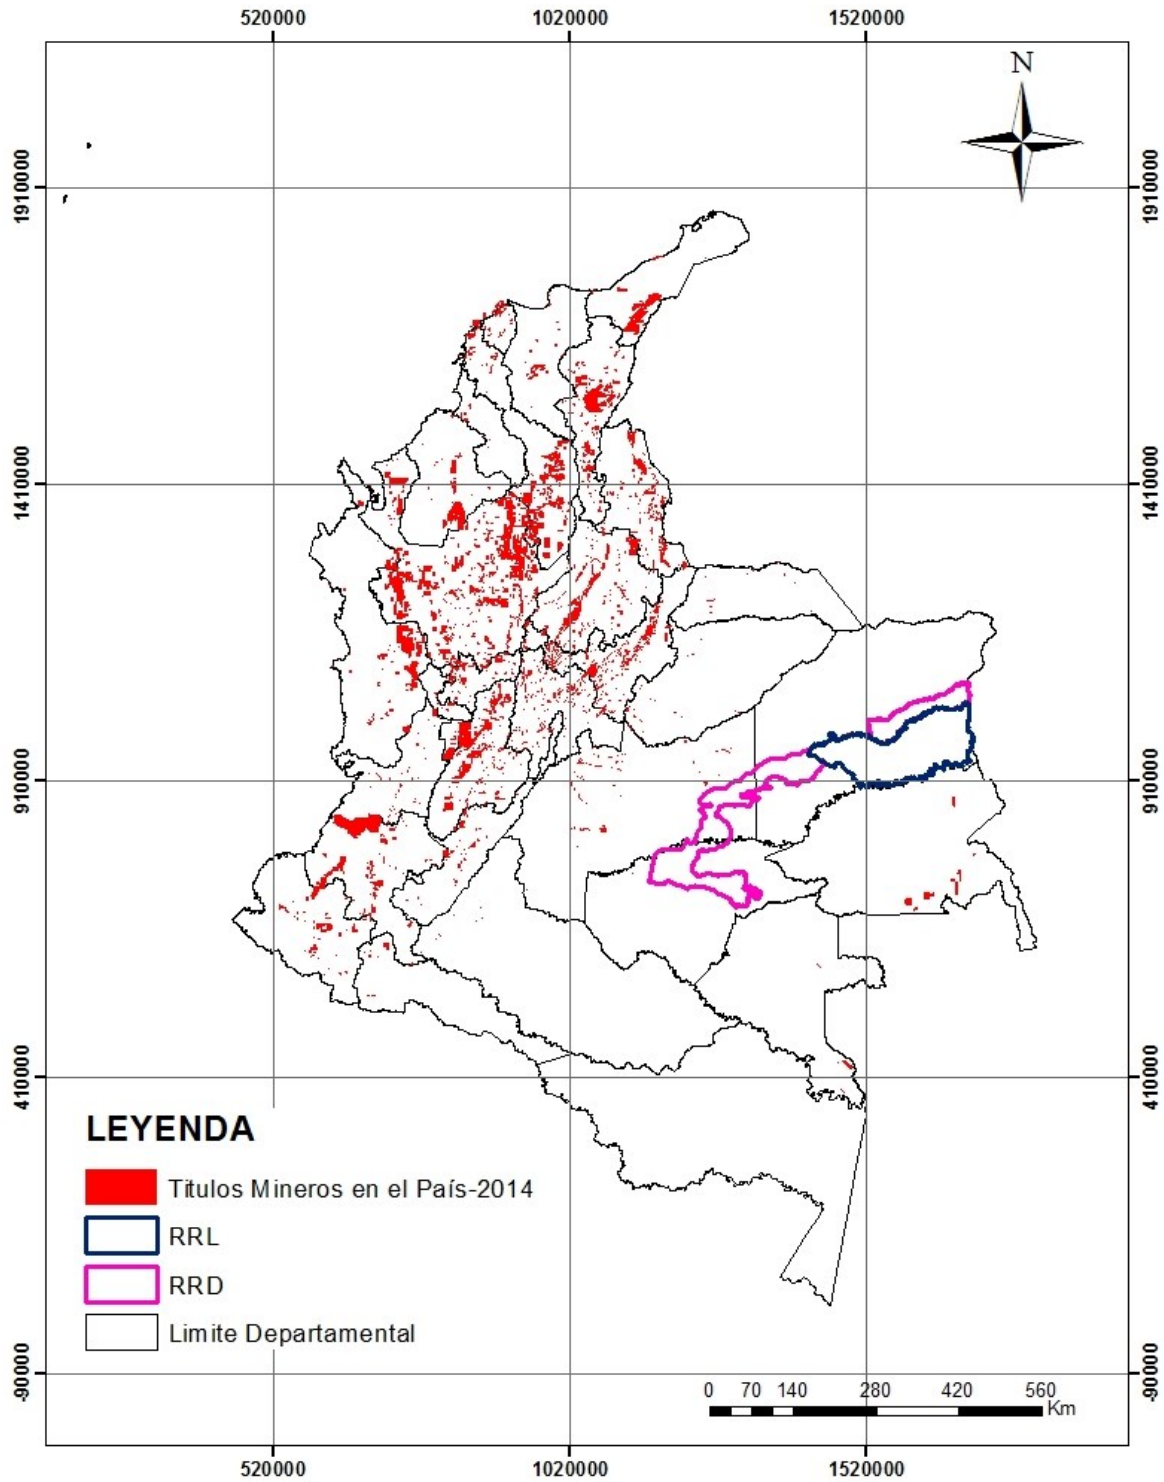 520000 1020000 1520000
N
1910000 1910000
1410000 1410000
910000 910000
410000 410000
LEYENDA
Titulos Mineros en el País-2014
RRL
RRD
Limite Departamental
-90000 -90000
0 70 140 280 420 560
Km
520000 1020000 1520000